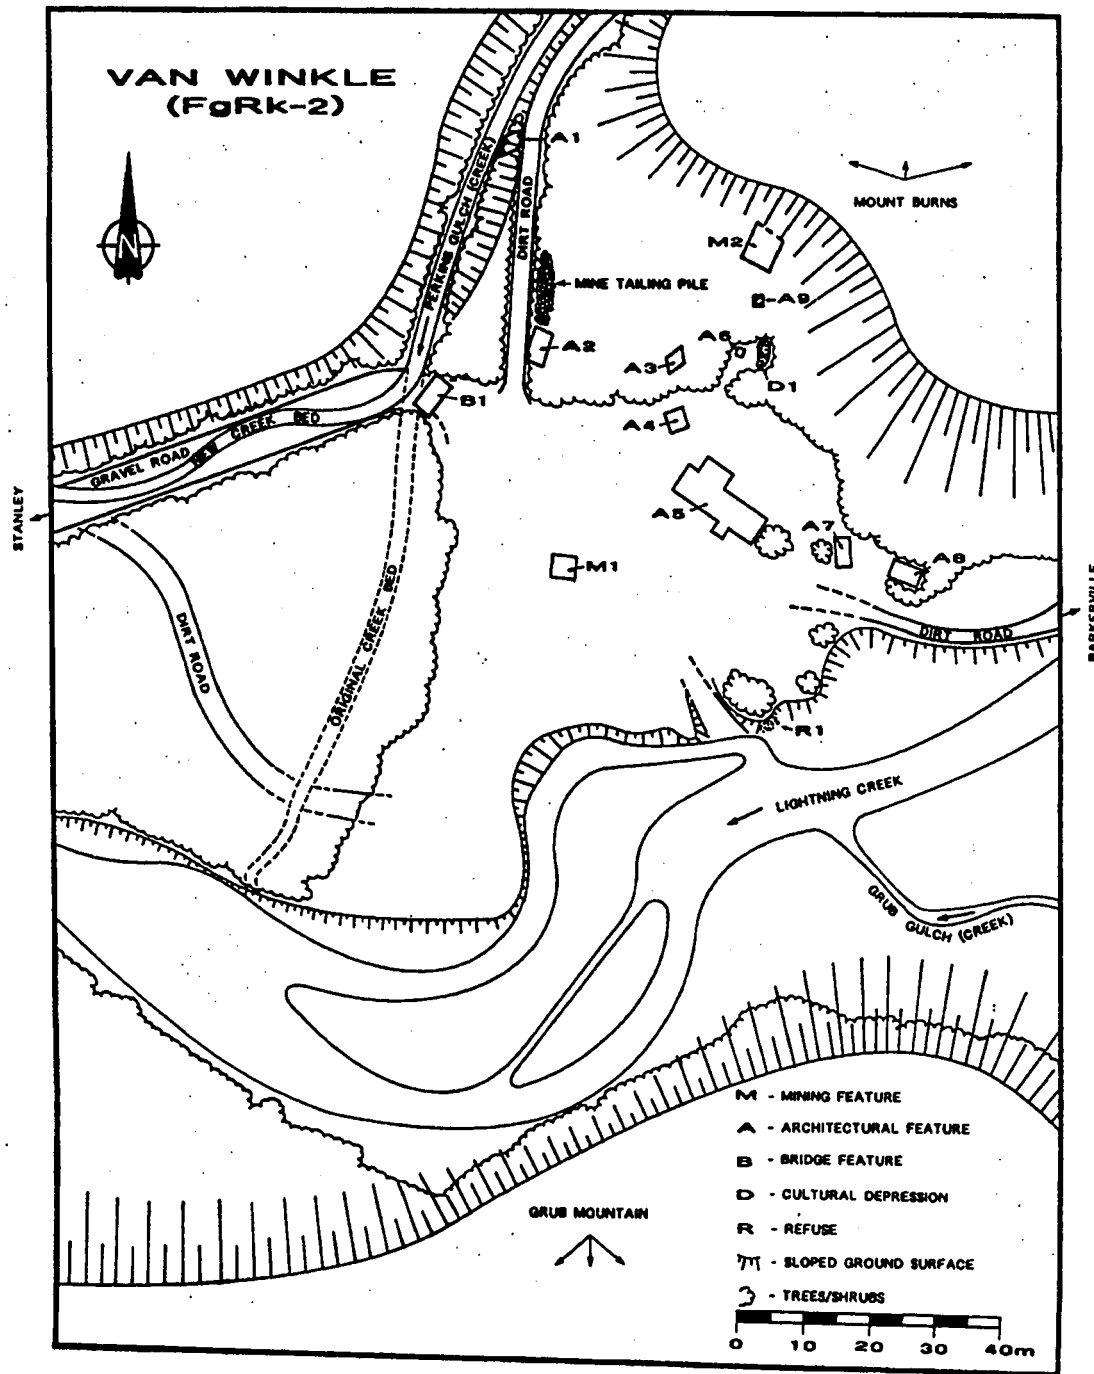 VAN WINKLE
(FgRk-2)
N
A1
PERKINS GULCH (CREEK)
DIRT ROAD
MOUNT BURNS
M2
MINE TAILING PILE
A9
A2
A6
A3
D1
B1
A4
NEW CREEK BED
GRAVEL ROAD
STANLEY
A5
A7
A8
M1
ORIGINAL CREEK BED
DIRT ROAD
DIRT ROAD
BARKERVILLE
R1
LIGHTNING CREEK
GRUB GULCH (CREEK)
GRUB MOUNTAIN
M - MINING FEATURE
A - ARCHITECTURAL FEATURE
B - BRIDGE FEATURE
D - CULTURAL DEPRESSION
R - REFUSE
- SLOPED GROUND SURFACE
- TREES/SHRUBS
0 10 20 30 40m